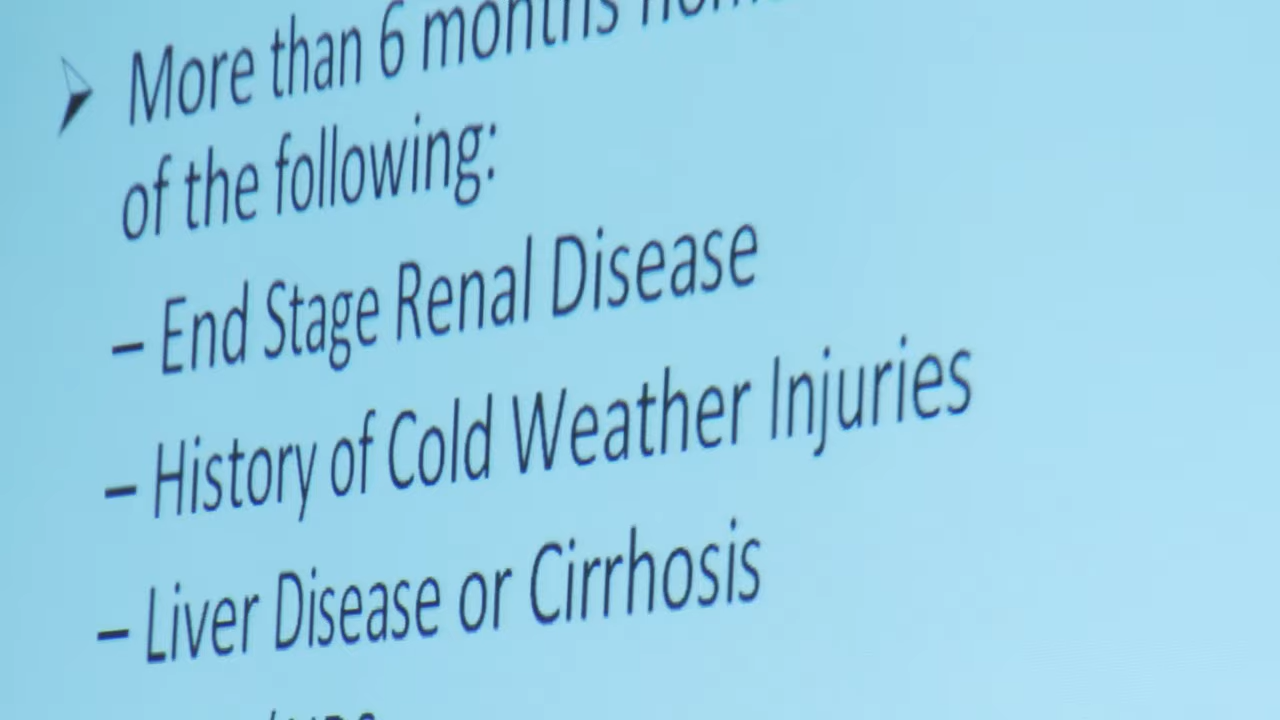 More than 6 months
of the following:
– End Stage Renal Disease
– History of Cold Weather Injuries
– Liver Disease or Cirrhosis